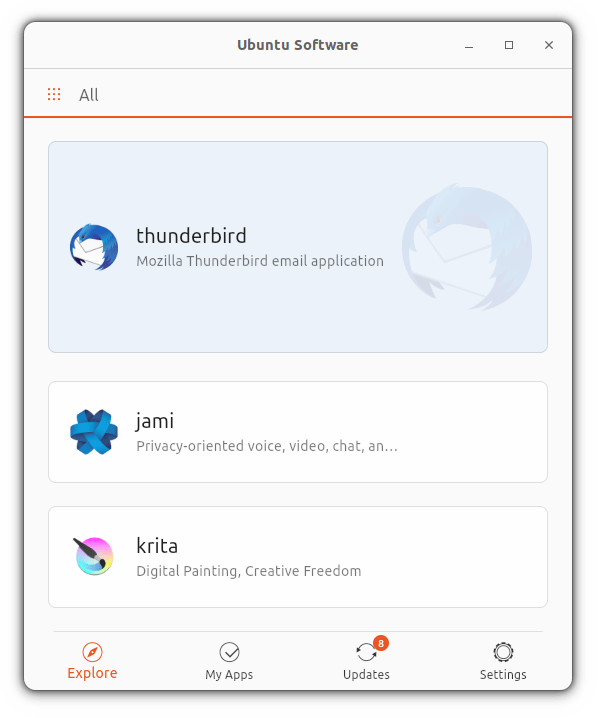 Ubuntu Software
All
thunderbird
Mozilla Thunderbird email application
jami
Privacy-oriented voice, video, chat, an…
krita
Digital Painting, Creative Freedom
8
Explore
My Apps
Updates
Settings